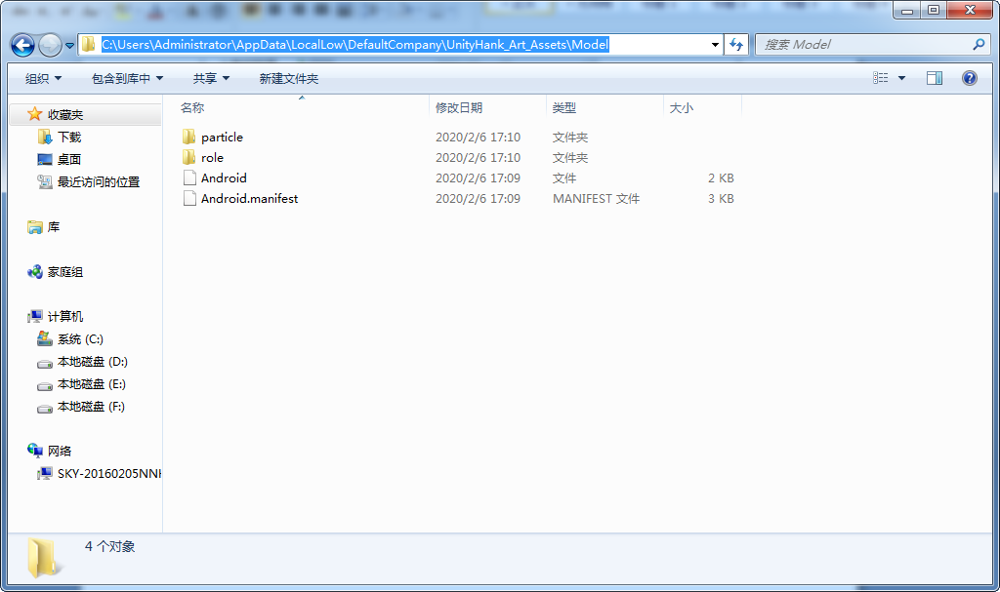 C:\Users\Administrator\AppData\LocalLow\DefaultCompany\UnityHank_Art_Assets\Model
搜索 Model
组织 包含到库中 共享 新建文件夹
名称 修改日期 类型 大小
收藏夹
下载
桌面
最近访问的位置
库
家庭组
计算机
系统 (C:)
本地磁盘 (D:)
本地磁盘 (E:)
本地磁盘 (F:)
网络
SKY-20160205NNH
particle 2020/2/6 17:10 文件夹
role 2020/2/6 17:10 文件夹
Android 2020/2/6 17:09 文件 2 KB
Android.manifest 2020/2/6 17:09 MANIFEST 文件 3 KB
4 个对象